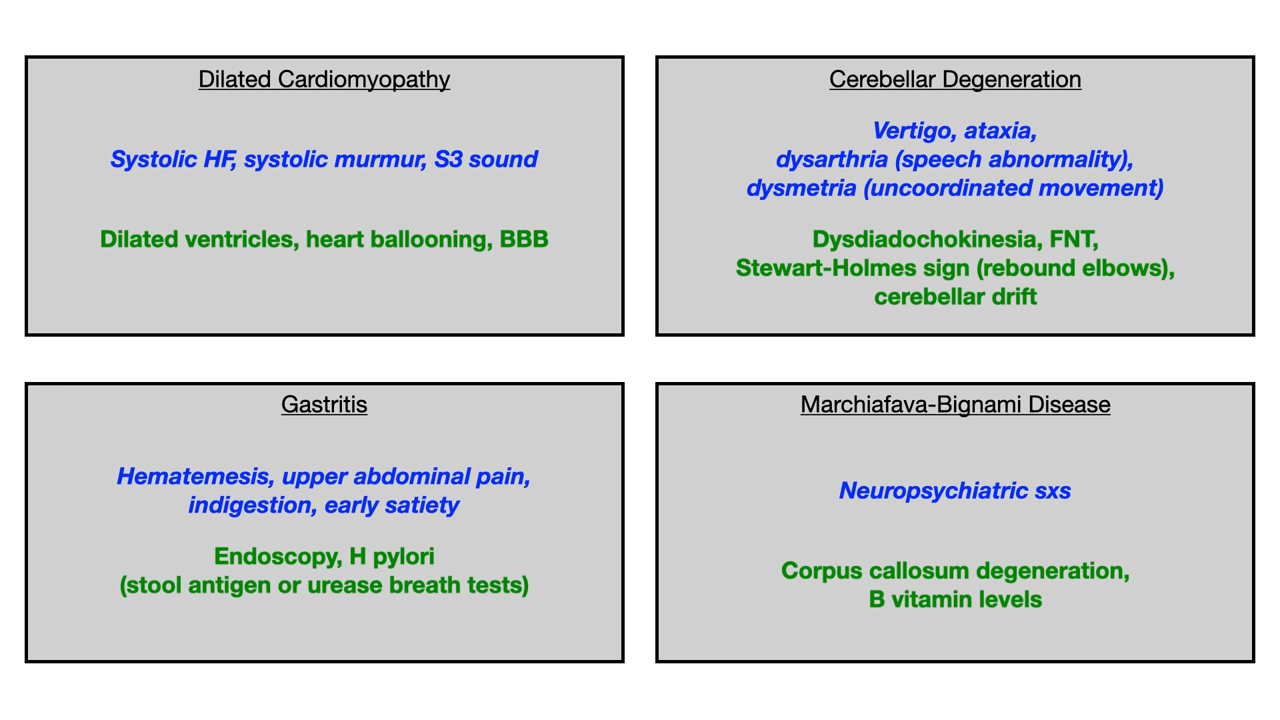 Dilated Cardiomyopathy
Systolic HF, systolic murmur, S3 sound
Dilated ventricles, heart ballooning, BBB
Cerebellar Degeneration
Vertigo, ataxia,
dysarthria (speech abnormality),
dysmetria (uncoordinated movement)
Dysdiadochokinesia, FNT,
Stewart-Holmes sign (rebound elbows),
cerebellar drift
Gastritis
Hematemesis, upper abdominal pain,
indigestion, early satiety
Endoscopy, H pylori
(stool antigen or urease breath tests)
Marchiafava-Bignami Disease
Neuropsychiatric sxs
Corpus callosum degeneration,
B vitamin levels